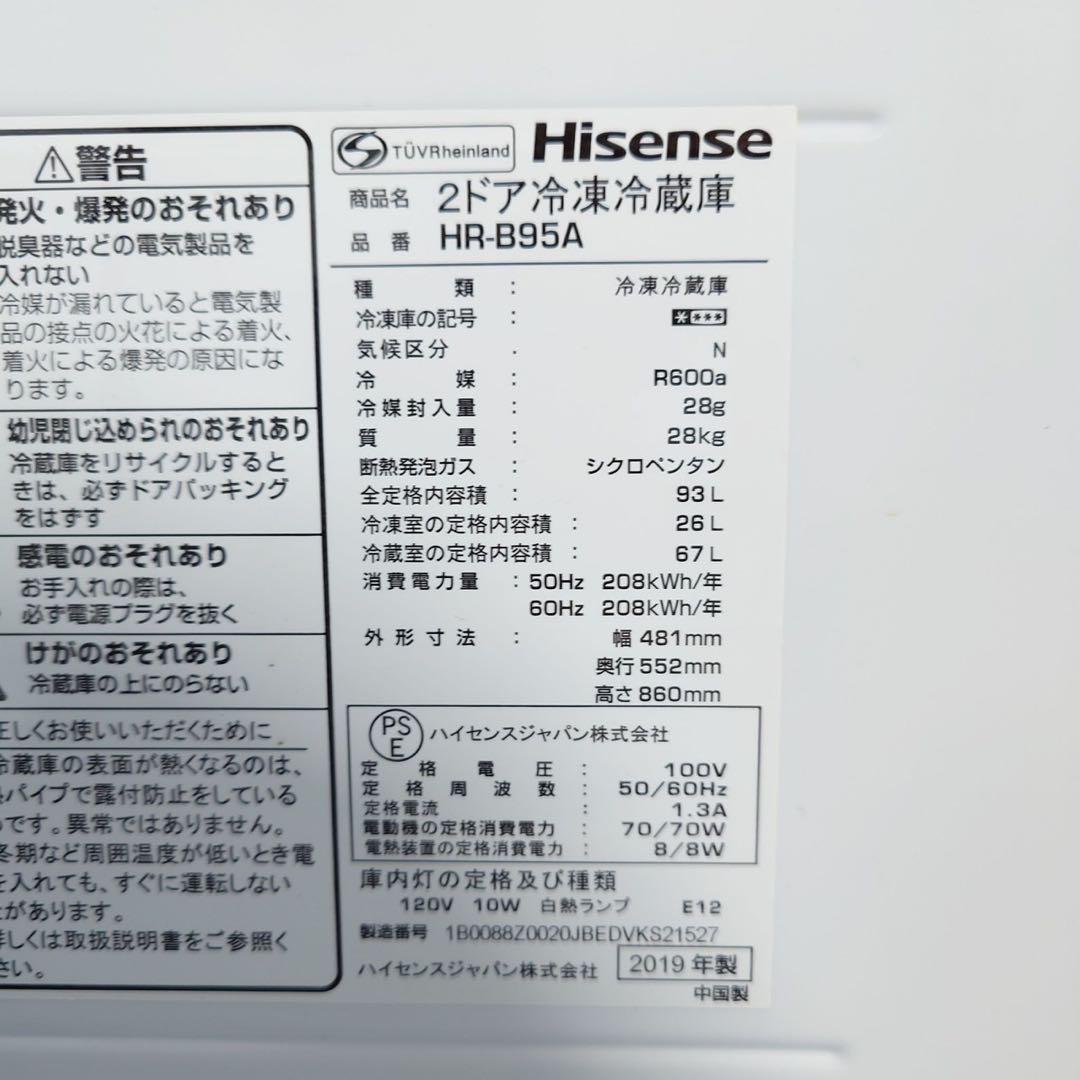 ⚠警告
発火・爆発のおそれあり
脱臭器などの電気製品を
入れない
冷媒が漏れていると電気製
品の接点の火花による着火、
着火による爆発の原因にな
ります。
幼児閉じ込められのおそれあり
冷蔵庫をリサイクルすると
きは、必ずドアパッキング
をはずす
感電のおそれあり
お手入れの際は、
必ず電源プラグを抜く
けがのおそれあり
冷蔵庫の上にのらない
正しくお使いいただくために
冷蔵庫の表面が熱くなるのは、
パイプで露付防止をしている
です。異常ではありません。
冬期など周囲温度が低いとき電
を入れても、すぐに運転しない
があります。
詳しくは取扱説明書をご参照く
さい。
TÜVRheinland Hisense
商品名 2ドア冷凍冷蔵庫
品番 HR-B95A
種類 : 冷凍冷蔵庫
冷凍庫の記号 : ****
気候区分 : N
冷媒 : R600a
冷媒封入量 : 28g
質量 : 28kg
断熱発泡ガス : シクロペンタン
全定格内容積 : 93L
冷凍室の定格内容積 : 26L
冷蔵室の定格内容積 : 67L
消費電力量 : 50Hz 208kWh/年
60Hz 208kWh/年
外形寸法 : 幅481mm
奥行552mm
高さ860mm
PSE ハイセンスジャパン株式会社
定格電圧 : 100V
定格周波数 : 50/60Hz
定格電流 : 1.3A
電動機の定格消費電力 : 70/70W
電熱装置の定格消費電力 : 8/8W
庫内灯の定格及び種類
120V 10W 白熱ランプ E12
製造番号 1B0088Z0020JBEDVKS21527
ハイセンスジャパン株式会社 2019年製
中国製